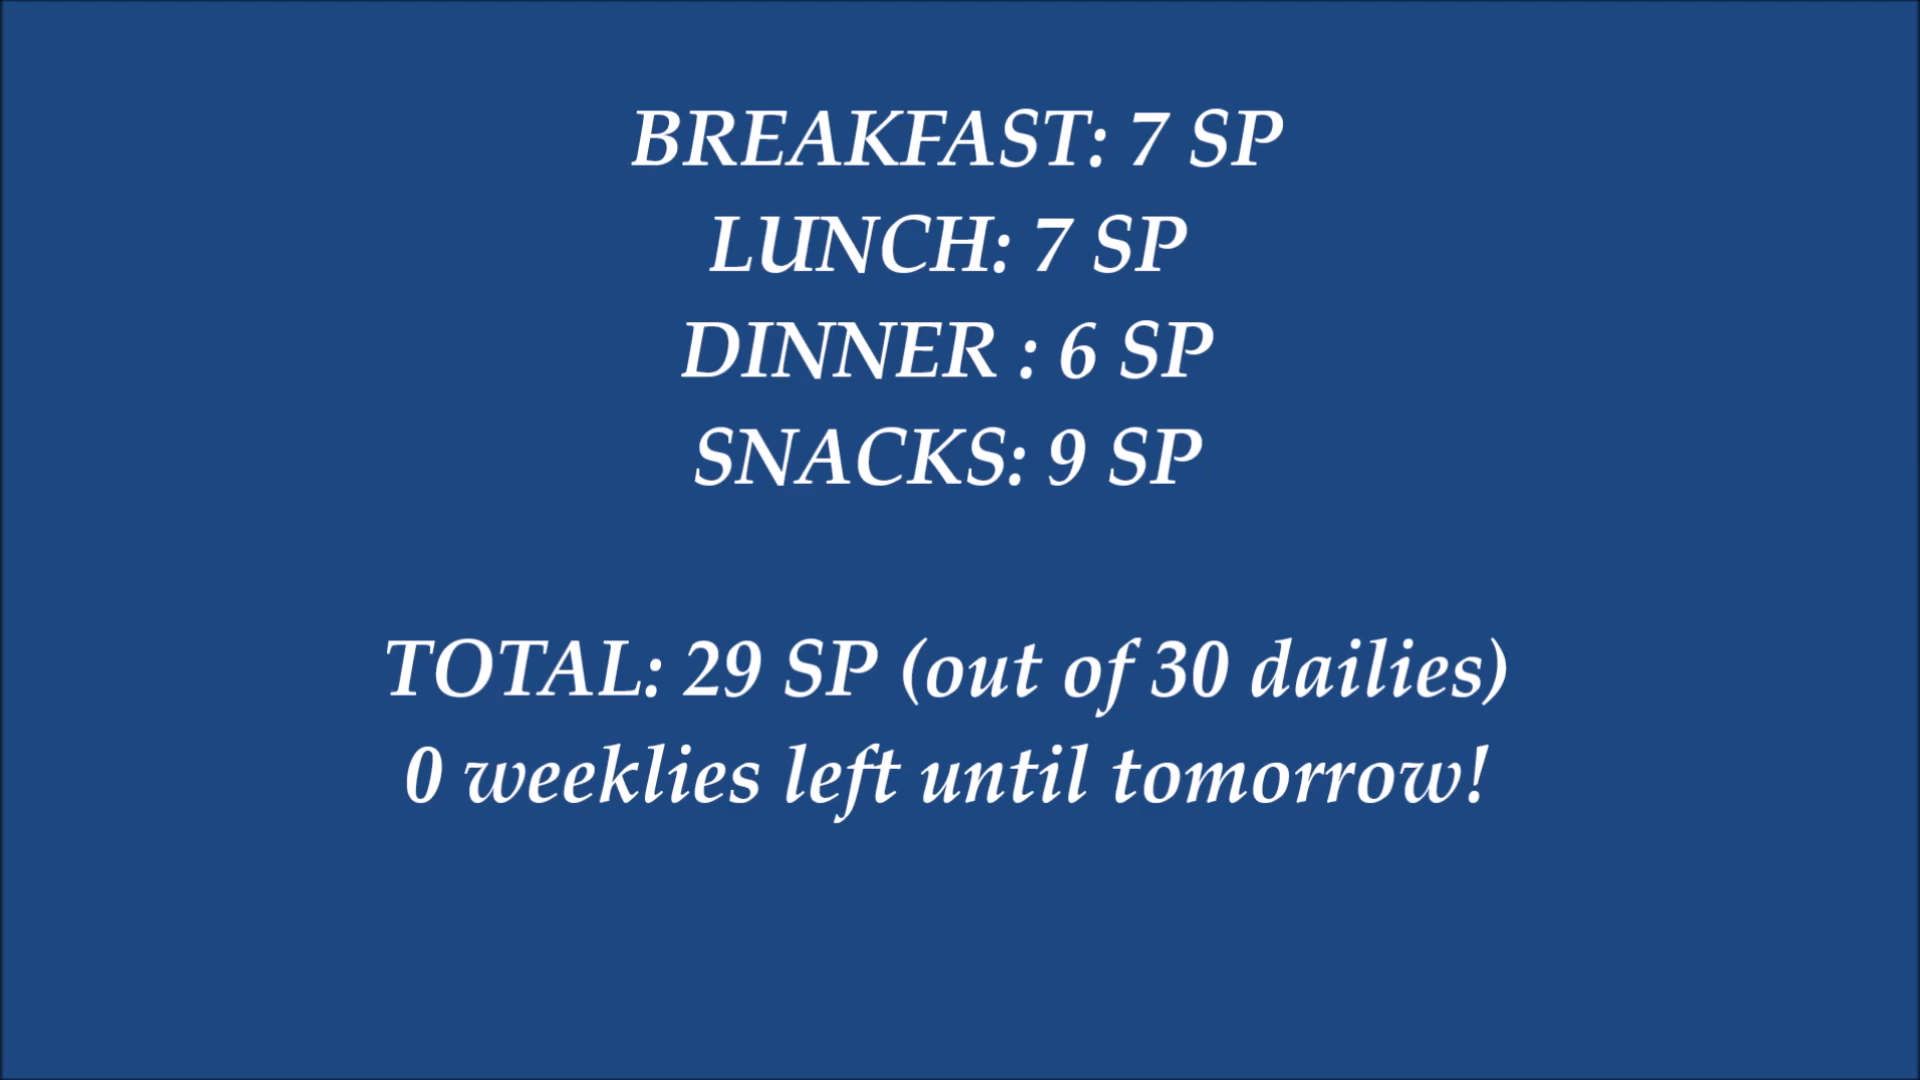 BREAKFAST: 7 SP
LUNCH: 7 SP
DINNER : 6 SP
SNACKS: 9 SP
TOTAL: 29 SP (out of 30 dailies)
0 weeklies left until tomorrow!